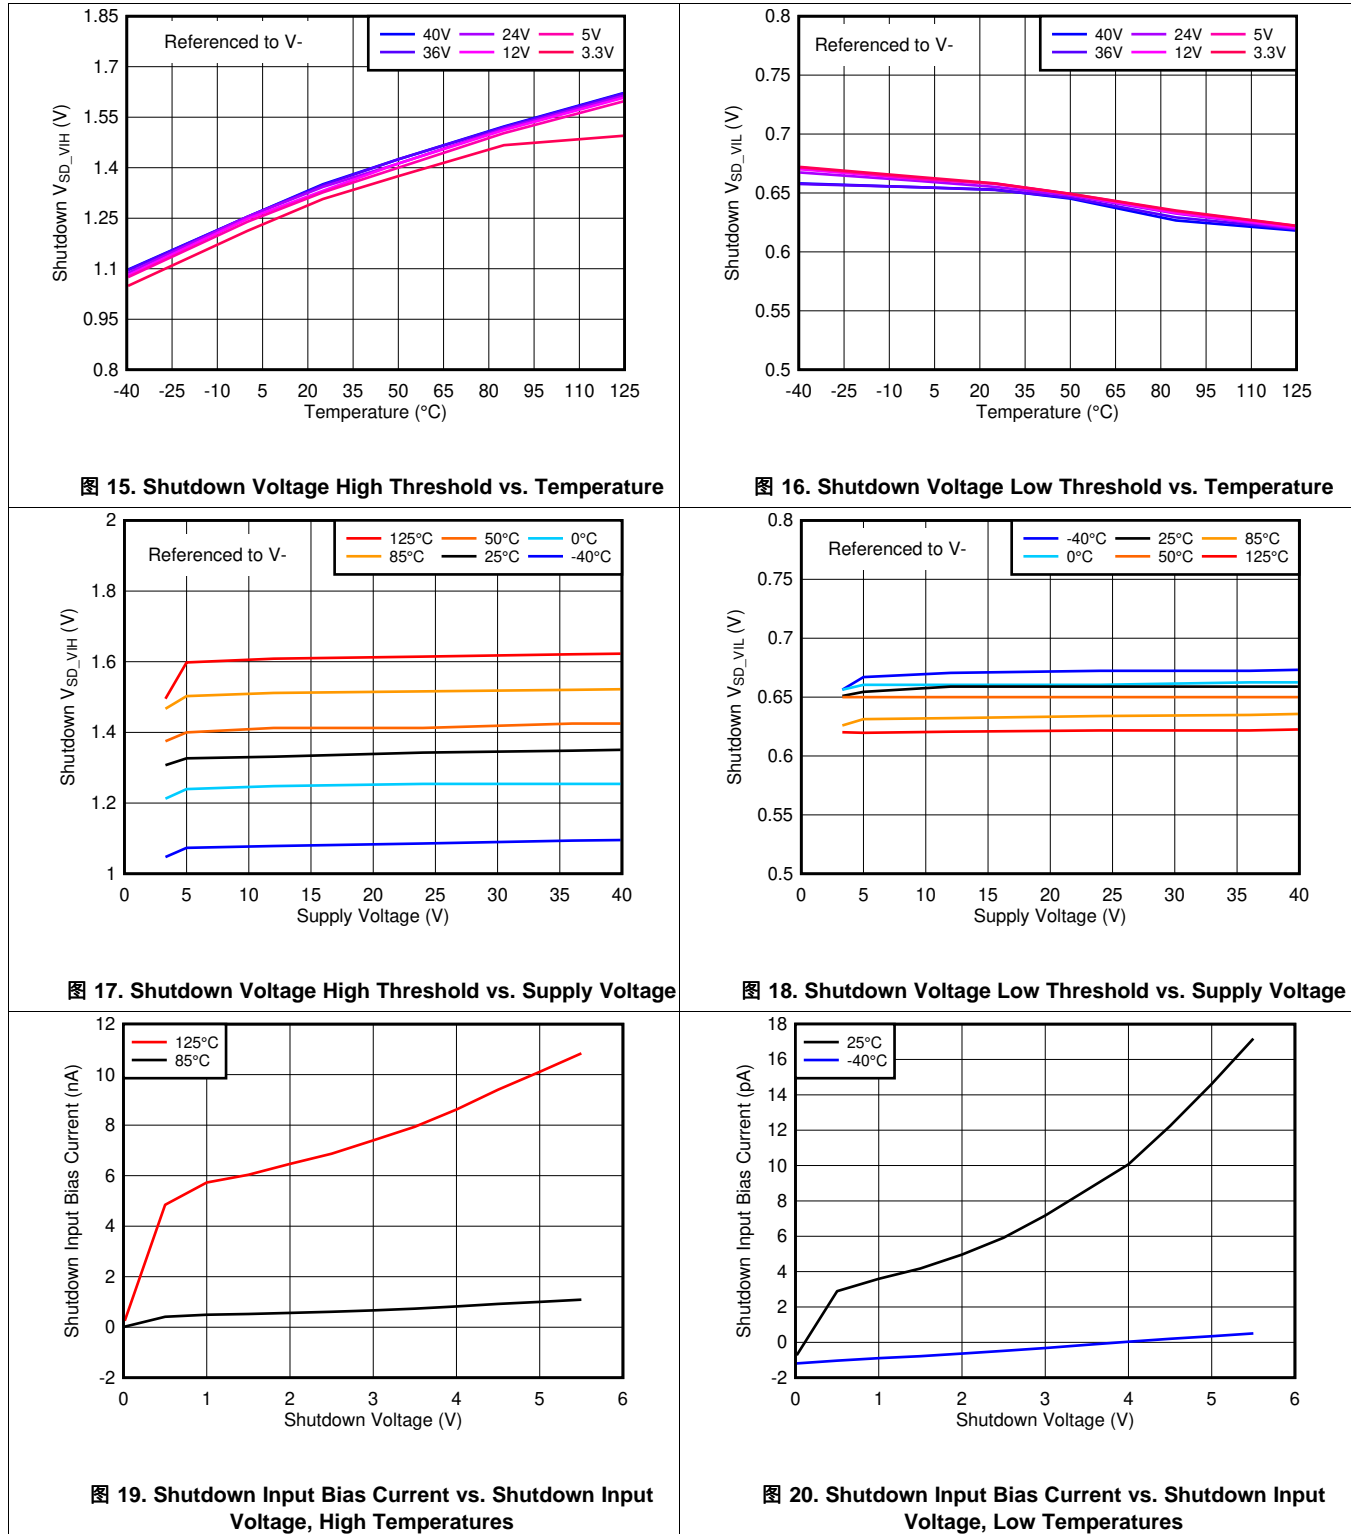 1.85
1.7
1.55
1.4
1.25
1.1
0.95
0.8
Shutdown VSD_VIH (V)
Referenced to V-
40V 24V 5V
36V 12V 3.3V
-40 -25 -10 5 20 35 50 65 80 95 110 125
Temperature (°C)
图 15. Shutdown Voltage High Threshold vs. Temperature
0.8
0.75
0.7
0.65
0.6
0.55
0.5
Shutdown VSD_VIL (V)
Referenced to V-
40V 24V 5V
36V 12V 3.3V
-40 -25 -10 5 20 35 50 65 80 95 110 125
Temperature (°C)
图 16. Shutdown Voltage Low Threshold vs. Temperature
2
1.8
1.6
1.4
1.2
1
Shutdown VSD_VIH (V)
Referenced to V-
125°C 50°C 0°C
85°C 25°C -40°C
0 5 10 15 20 25 30 35 40
Supply Voltage (V)
图 17. Shutdown Voltage High Threshold vs. Supply Voltage
0.8
0.75
0.7
0.65
0.6
0.55
0.5
Shutdown VSD_VIL (V)
Referenced to V-
-40°C 25°C 85°C
0°C 50°C 125°C
0 5 10 15 20 25 30 35 40
Supply Voltage (V)
图 18. Shutdown Voltage Low Threshold vs. Supply Voltage
12
10
8
6
4
2
0
-2
Shutdown Input Bias Current (nA)
125°C
85°C
0 1 2 3 4 5 6
Shutdown Voltage (V)
图 19. Shutdown Input Bias Current vs. Shutdown Input
Voltage, High Temperatures
18
16
14
12
10
8
6
4
2
0
-2
Shutdown Input Bias Current (pA)
25°C
-40°C
0 1 2 3 4 5 6
Shutdown Voltage (V)
图 20. Shutdown Input Bias Current vs. Shutdown Input
Voltage, Low Temperatures